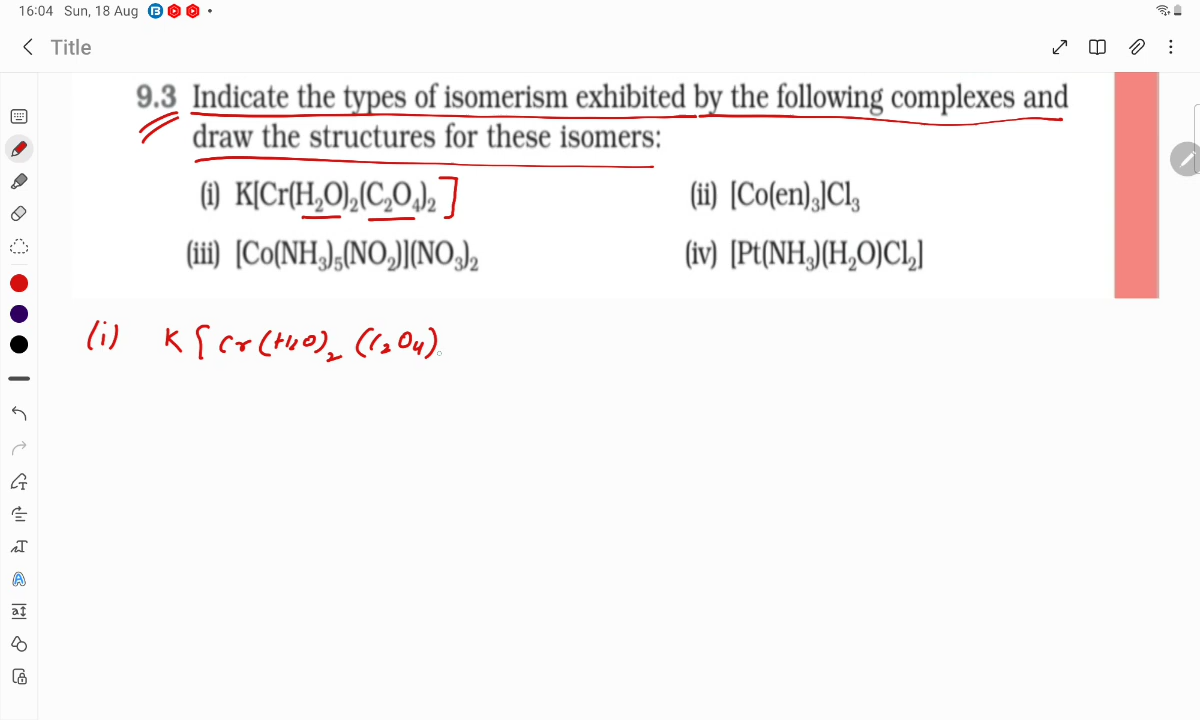 16:04 Sun, 18 Aug
Title
9.3 Indicate the types of isomerism exhibited by the following complexes and
draw the structures for these isomers:
(i) K[Cr(H₂O)₂(C₂O₄)₂ ]
(ii) [Co(en)₃]Cl₃
(iii) [Co(NH₃)₅(NO₂)](NO₃)₂
(iv) [Pt(NH₃)(H₂O)Cl₂]
(i) K [ Cr (H₂O)₂ (C₂O₄)